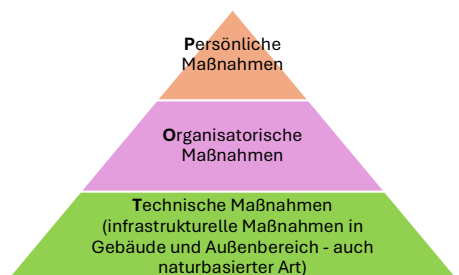 Persönliche
Maßnahmen
Organisatorische
Maßnahmen
Technische Maßnahmen
(infrastrukturelle Maßnahmen in
Gebäude und Außenbereich - auch
naturbasierter Art)